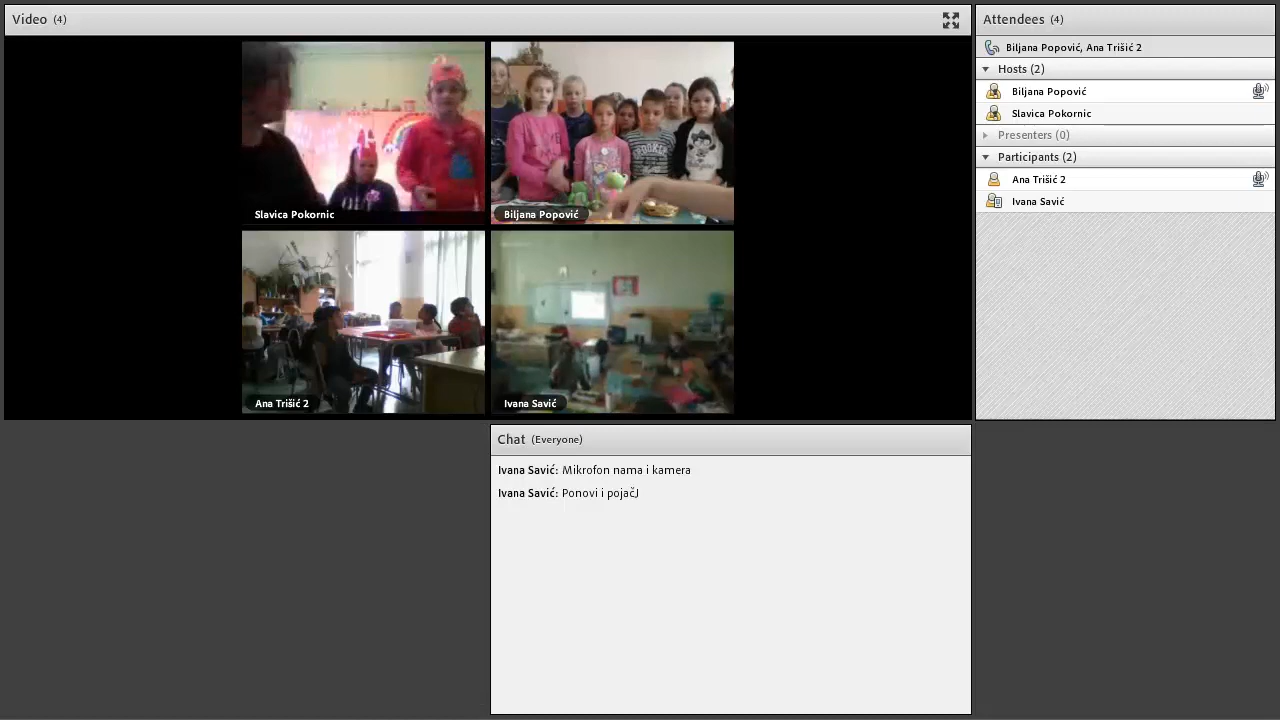 Video (4)
Slavica Pokornic
Biljana Popović
Ana Trišić 2
Ivana Savić
Attendees (4)
Biljana Popović, Ana Trišić 2
Hosts (2)
Biljana Popović
Slavica Pokornic
Presenters (0)
Participants (2)
Ana Trišić 2
Ivana Savić
Chat (Everyone)
Ivana Savić: Mikrofon nama i kamera
Ivana Savić: Ponovi i pojačJ